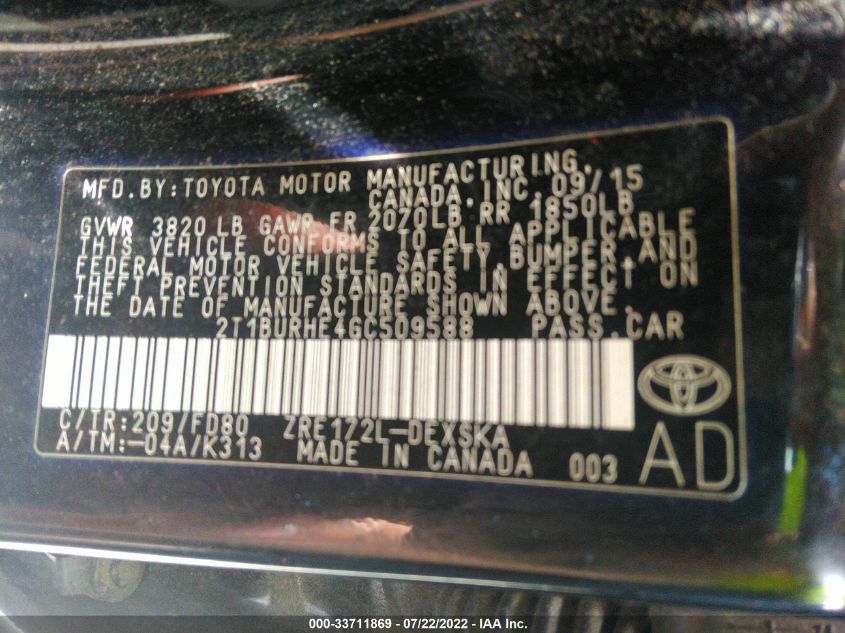 MFD.BY:TOYOTA MOTOR MANUFACTURING,
CANADA,INC.09/15
GVWR 3820 LB GAWR FR 2070LB RR 1850LB
THIS VEHICLE CONFORMS TO ALL APPLICABLE
FEDERAL MOTOR VEHICLE SAFETY,BUMPER,AND
THEFT PREVENTION STANDARDS IN EFFECT ON
THE DATE OF MANUFACTURE SHOWN ABOVE.
2T1BURHE4GC509588 PASS.CAR
C/TR:209/FD80 ZRE172L-DEXSKA
A/TM:-04A/K313 MADE IN CANADA 003
AD
000-33711869 - 07/22/2022 - IAA Inc.